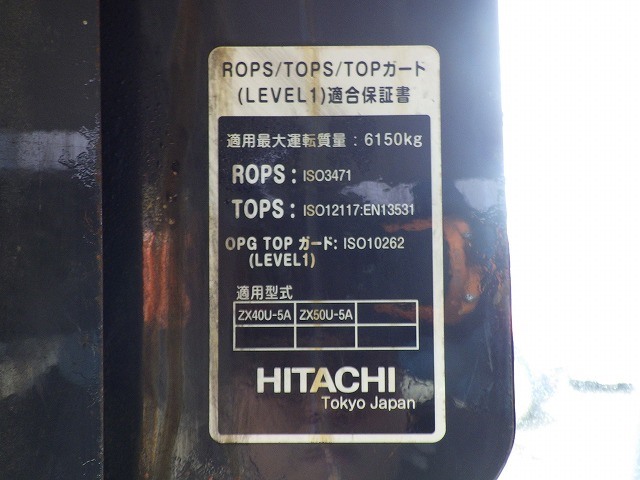 ROPS/TOPS/TOPガード
(LEVEL1)適合保証書
適用最大運転質量：6150kg
ROPS：ISO3471
TOPS：ISO12117:EN13531
OPG TOP ガード：ISO10262
(LEVEL1)
適用型式
ZX40U-5A ZX50U-5A
HITACHI
Tokyo Japan